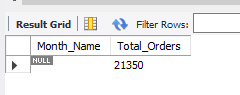 Result Grid Filter Rows:
Month_Name Total_Orders
NULL 21350